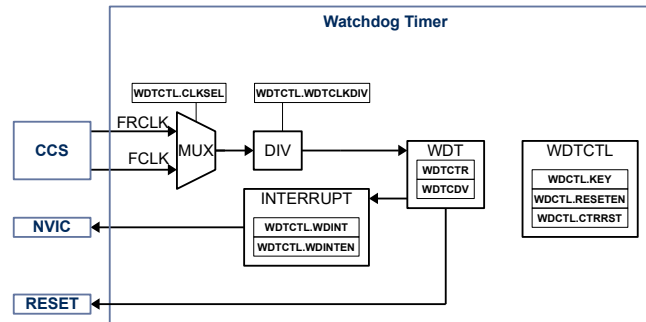 Watchdog Timer
WDTCTL.CLKSEL
WDTCTL.WDTCLKDIV
FRCLK
CCS
MUX
DIV
WDT
WDTCTL
FCLK
WDTCTR
WDTCDV
WDCTL.KEY
WDCTL.RESETEN
WDCTL.CTRRST
INTERRUPT
NVIC
WDTCTL.WDINT
WDTCTL.WDINTEN
RESET